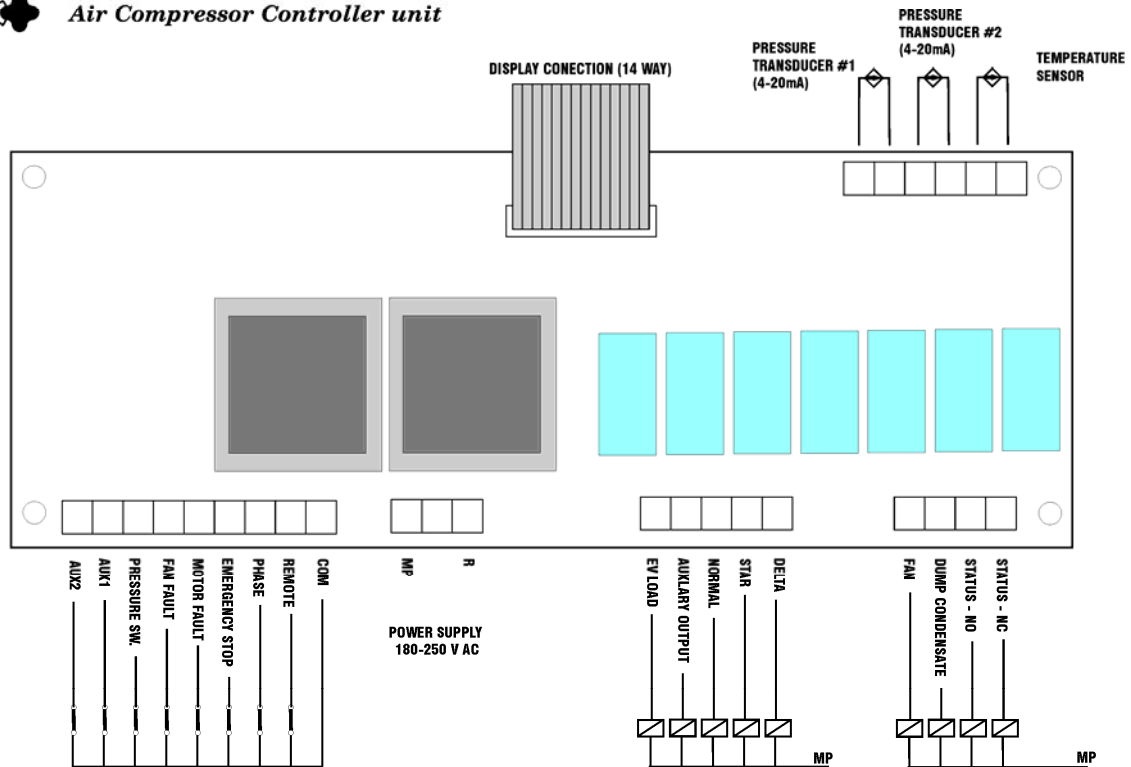 Air Compressor Controller unit
PRESSURE
TRANSDUCER #2
(4-20mA)
PRESSURE
TRANSDUCER #1
(4-20mA)
TEMPERATURE
SENSOR
DISPLAY CONECTION (14 WAY)
AUX2
AUK1
PRESSURE SW.
FAN FAULT
MOTOR FAULT
EMERGENCY STOP
PHASE
REMOTE
COM
MP
R
POWER SUPPLY
180-250 V AC
EV LOAD
AUKLARY OUTPUT
NORMAL
STAR
DELTA
FAN
DUMP CONDENSATE
STATUS - NO
STATUS - NC
MP
MP